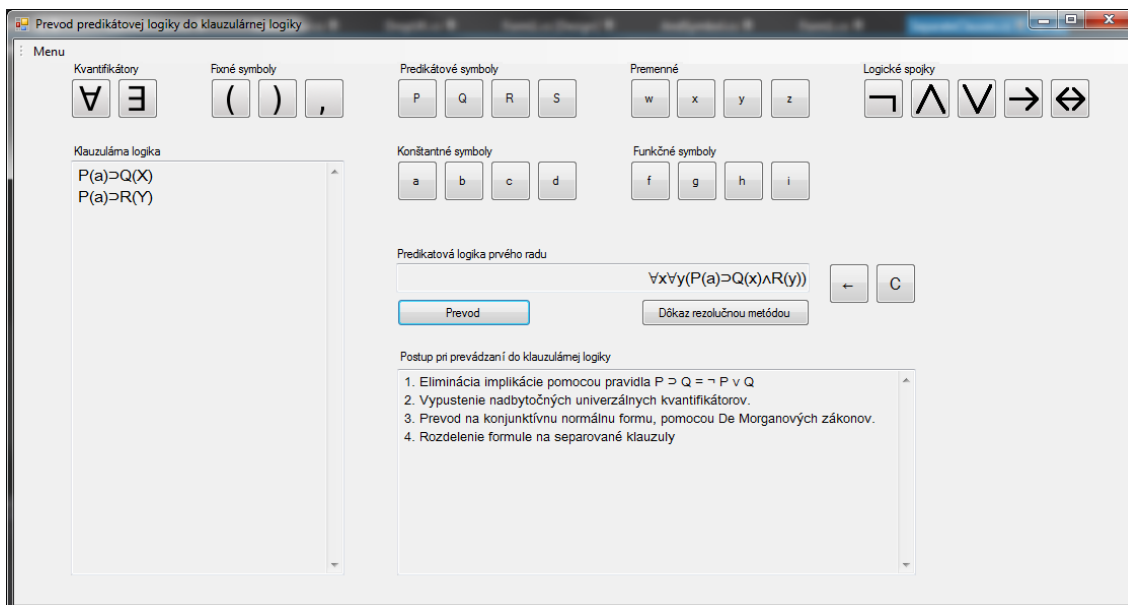 Prevod predikátovej logiky do klauzulárnej logiky
Menu
Kvantifikátory Fixné symboly Predikátové symboly Premenné Logické spojky
∀ ∃ ( ) , P Q R S w x y z ¬ ∧ ∨ → ⇔
Klauzulárna logika Konštantné symboly Funkčné symboly
P(a)⊃Q(X)
a b c d f g h i
P(a)⊃R(Y)
Predikatová logika prvého radu
∀x∀y(P(a)⊃Q(x)∧R(y)) ← C
Prevod Dôkaz rezolučnou metódou
Postup pri prevádzaní do klauzulárnej logiky
1. Eliminácia implikácie pomocou pravidla P ⊃ Q = ¬ P v Q
2. Vypustenie nadbytočných univerzálnych kvantifikátorov.
3. Prevod na konjunktívnu normálnu formu, pomocou De Morganových zákonov.
4. Rozdelenie formule na separované klauzuly